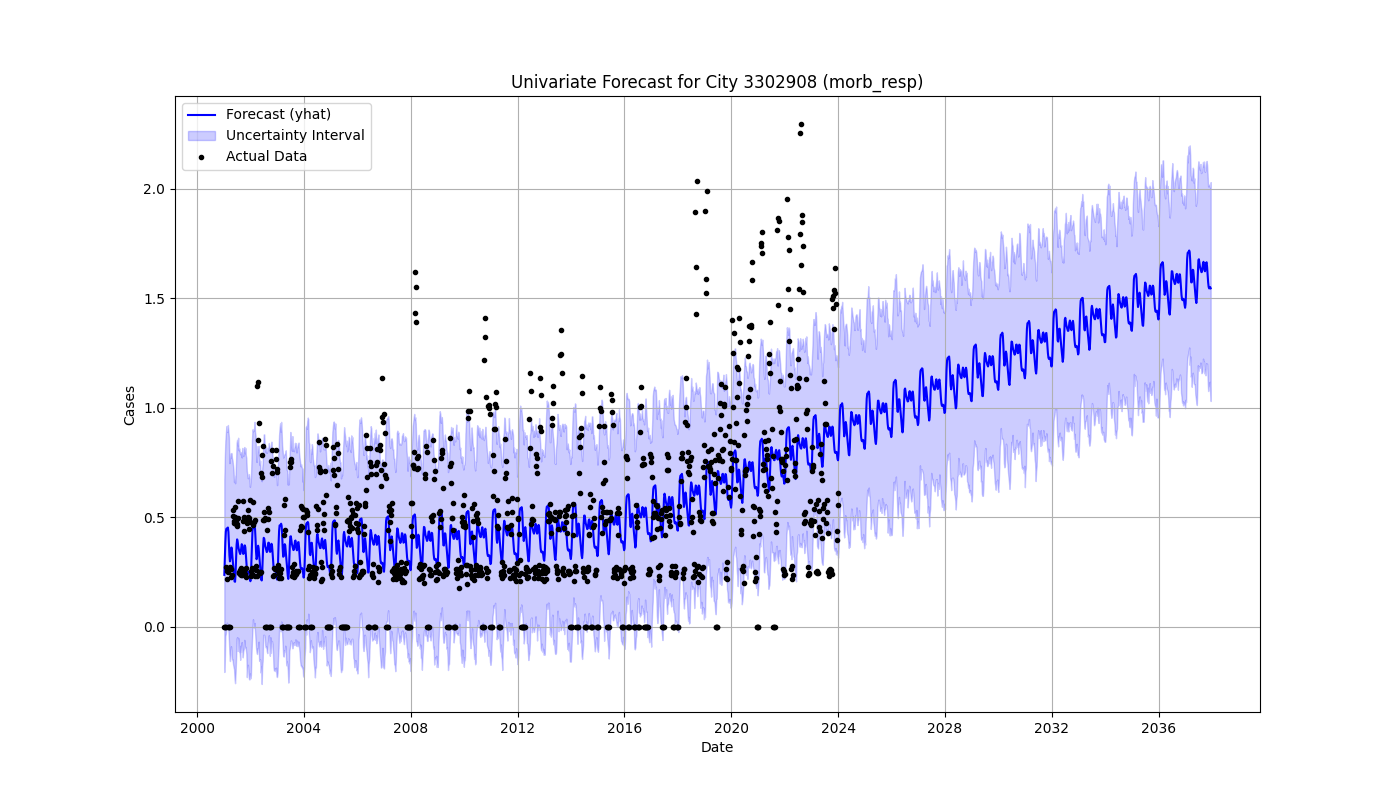 Univariate Forecast for City 3302908 (morb_resp)
Forecast (yhat)
Uncertainty Interval
Actual Data
Cases
2.0
1.5
1.0
0.5
0.0
2000 2004 2008 2012 2016 2020 2024 2028 2032 2036
Date